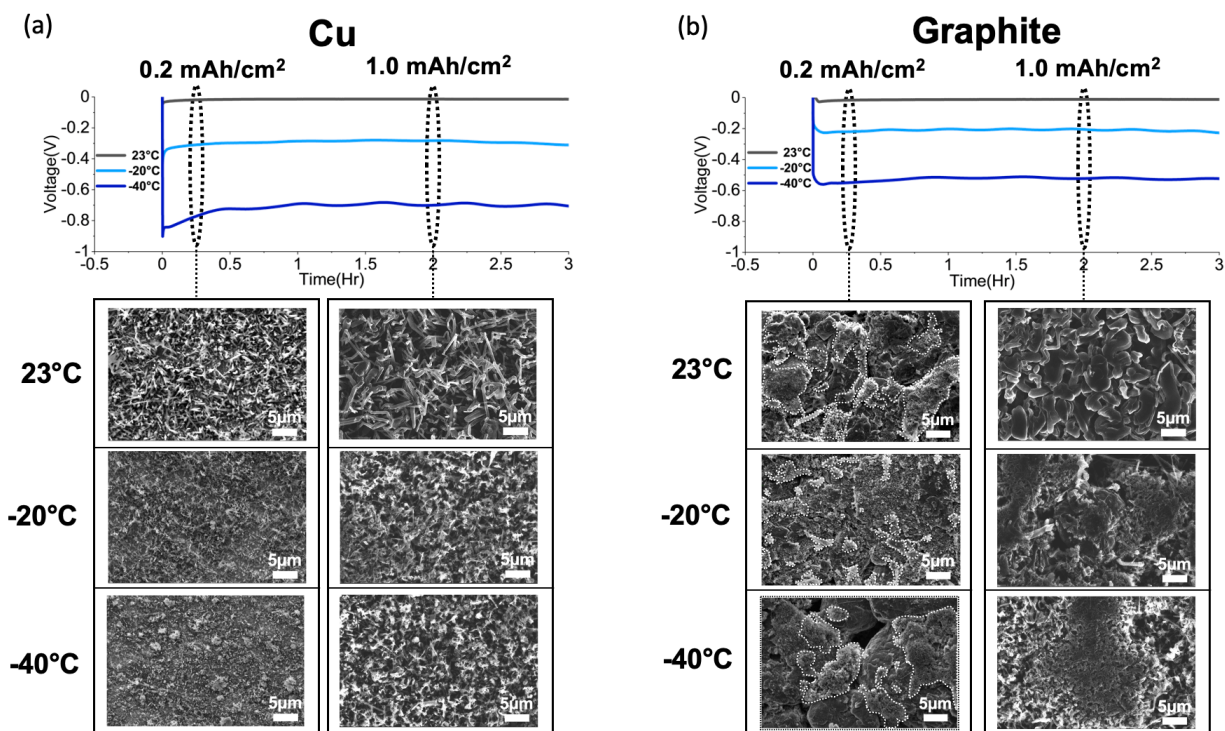 (a)
Cu
0.2 mAh/cm²
1.0 mAh/cm²
0
-0.2
-0.4
-0.6
-0.8
-1
Voltage(V)
23°C
-20°C
-40°C
-0.5
0
0.5
1
1.5
2
2.5
3
Time(Hr)
23°C
5μm
5μm
-20°C
5μm
5μm
-40°C
5μm
5μm
(b)
Graphite
0.2 mAh/cm²
1.0 mAh/cm²
0
-0.2
-0.4
-0.6
-0.8
-1
Voltage(V)
23°C
-20°C
-40°C
-0.5
0
0.5
1
1.5
2
2.5
3
Time(Hr)
23°C
5μm
5μm
-20°C
5μm
5μm
-40°C
5μm
5μm